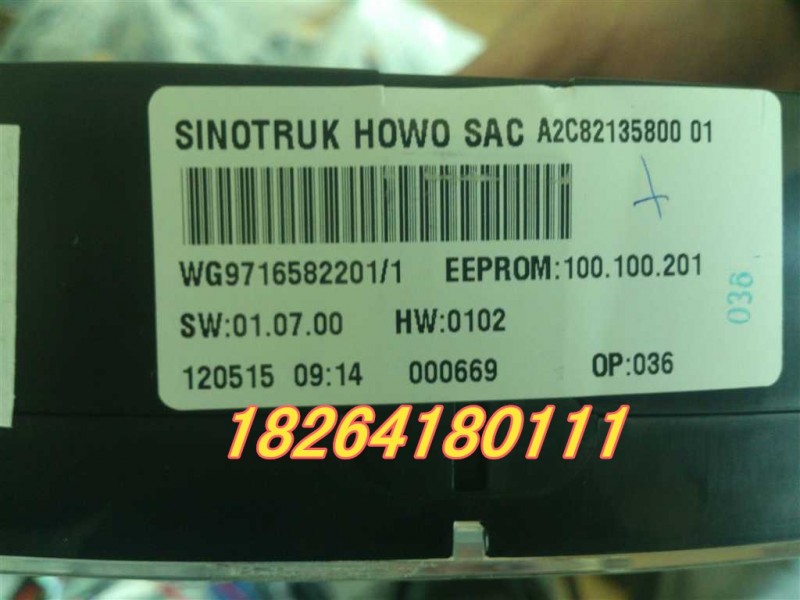 SINOTRUK HOWO SAC A2C82135800 01
WG9716582201/1 EEPROM:100.100.201
SW:01.07.00 HW:0102
036
120515 09:14 000669 OP:036
18264180111